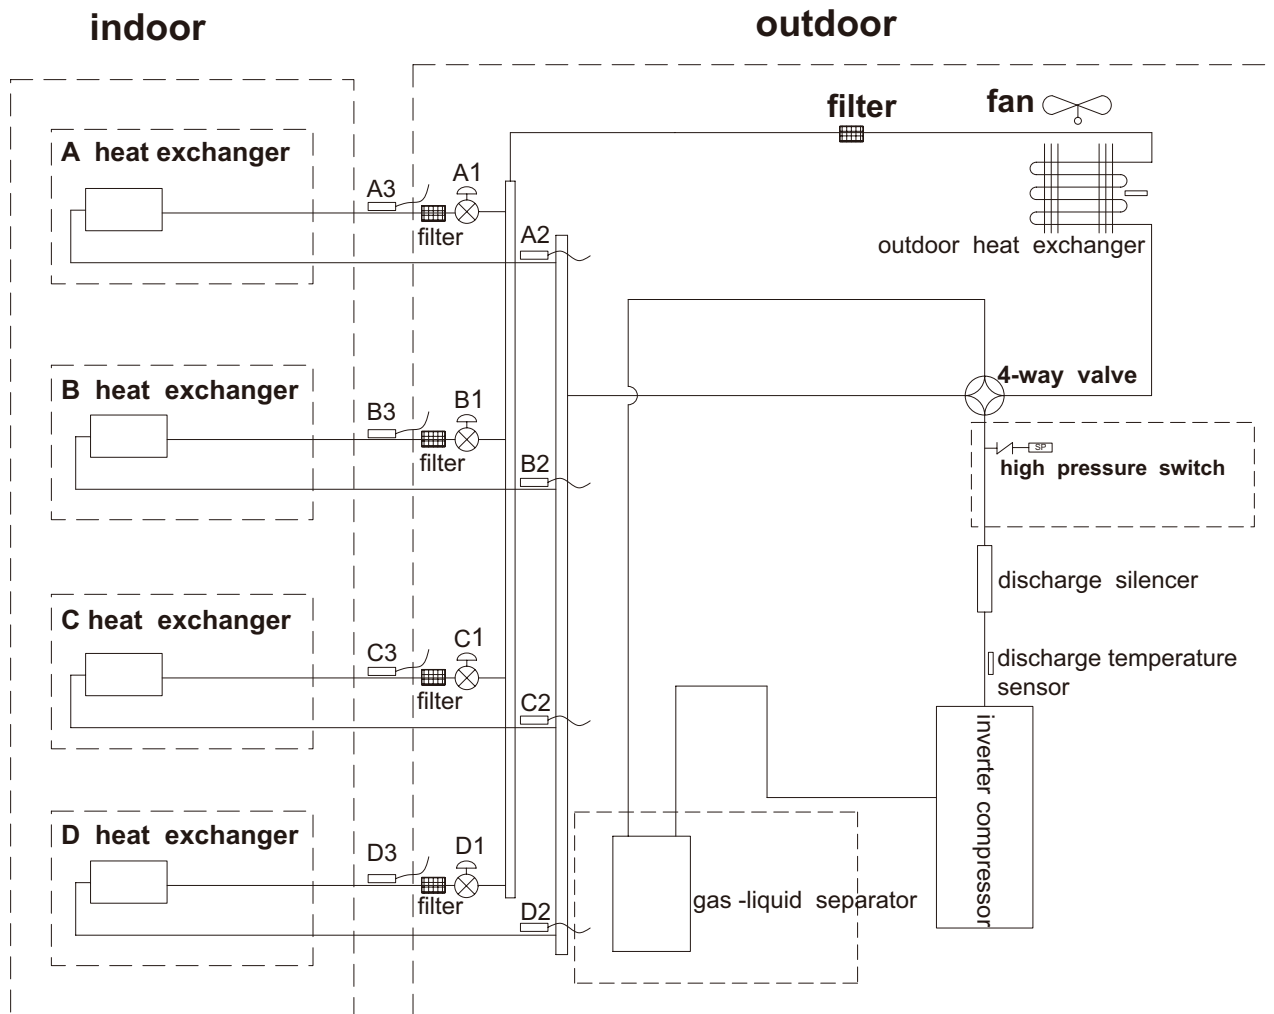 indoor
outdoor
filter
fan
A heat exchanger
A3
A1
filter
A2
outdoor heat exchanger
4-way valve
B heat exchanger
B3
B1
filter
B2
SP
high pressure switch
discharge silencer
C heat exchanger
C3
C1
filter
C2
discharge temperature
sensor
inverter compressor
D heat exchanger
D3
D1
filter
D2
gas -liquid separator